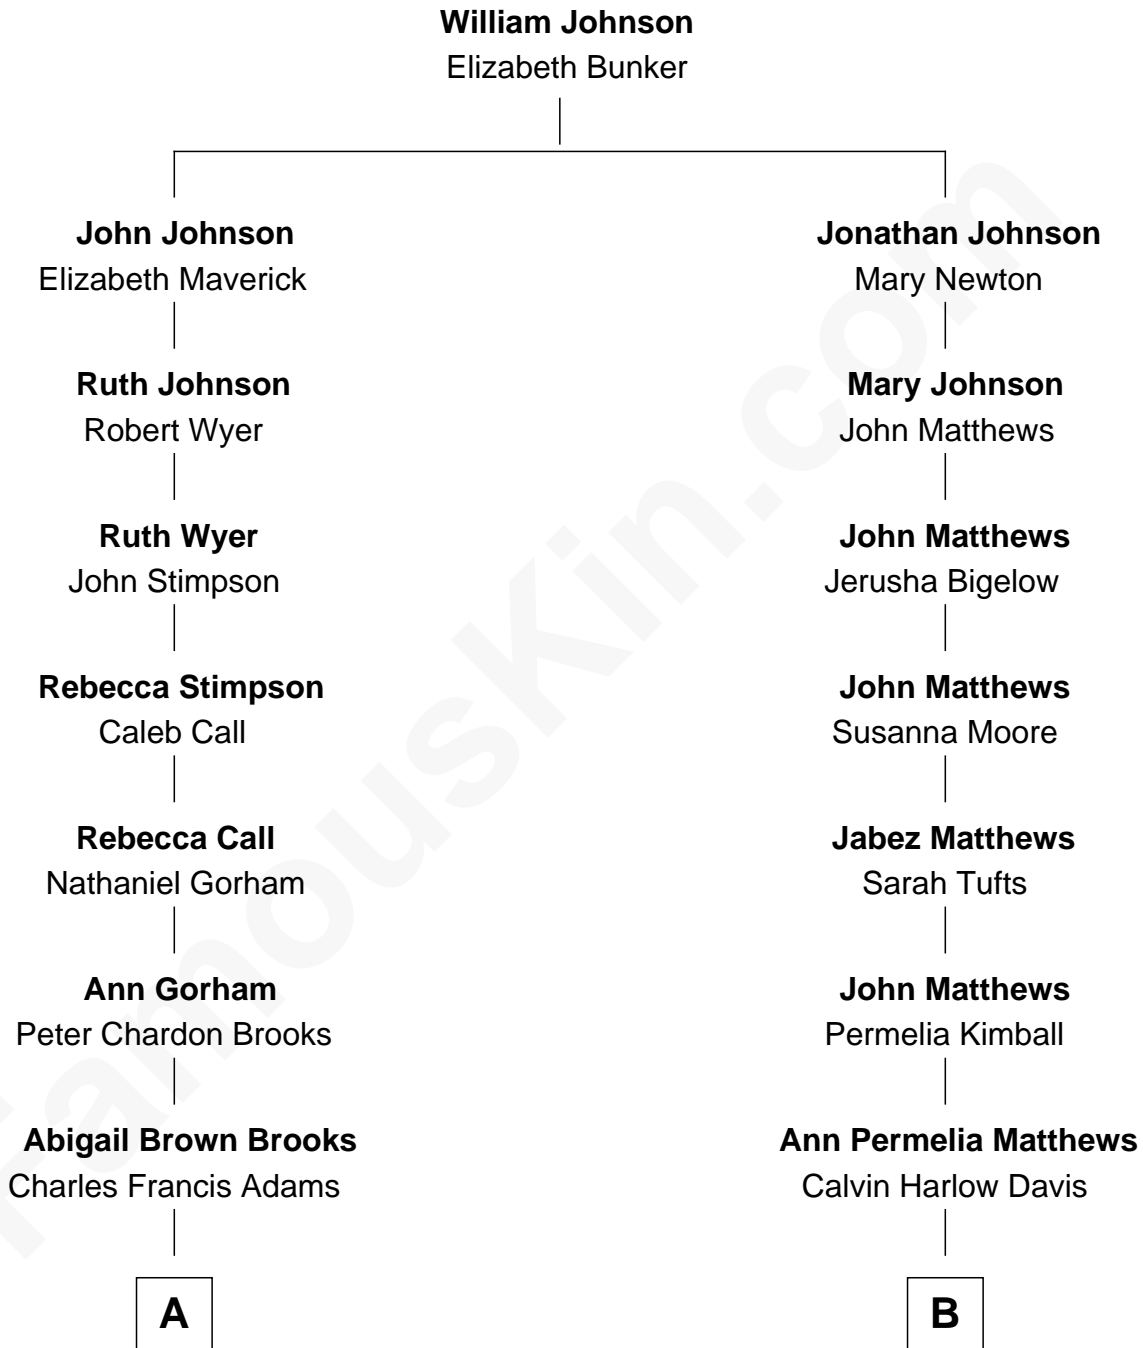 William Johnson
Elizabeth Bunker
John Johnson
Elizabeth Maverick
Jonathan Johnson
Mary Newton
Ruth Johnson
Robert Wyer
Mary Johnson
John Matthews
Ruth Wyer
John Stimpson
John Matthews
Jerusha Bigelow
Rebecca Stimpson
Caleb Call
John Matthews
Susanna Moore
Rebecca Call
Nathaniel Gorham
Jabez Matthews
Sarah Tufts
Ann Gorham
Peter Chardon Brooks
John Matthews
Permelia Kimball
Abigail Brown Brooks
Charles Francis Adams
Ann Permelia Matthews
Calvin Harlow Davis
A
B
FamousKin.com